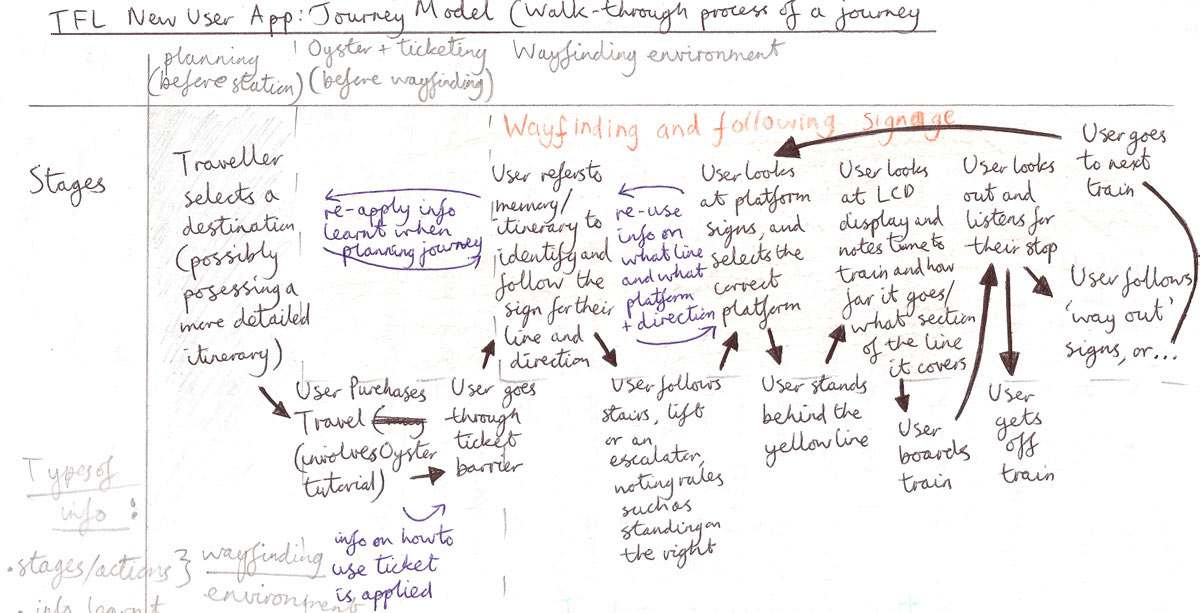 TFL New User App: Journey Model (Walk-through process of a journey
planning
(before station)
Oyster + ticketing
(before wayfinding)
Wayfinding environment
Stages
Wayfinding and following signage
Traveller
selects a
destination
(possibly
posessing a
more detailed
itinerary)
User Purchases
Travel
(involves Oyster
tutorial)
User goes
through
ticket
barrier
info on how to
use ticket
is applied
re-apply info
learnt when
planning journey
User refers to
memory/
itinerary to
identify and
follow the
sign for their
line and
direction
User follows
stairs, lift
or an
escalater,
noting rules
such as
standing on
the right
re-use
info on
what line
and what
platform
+ direction
User looks
at platform
signs, and
selects the
correct
platform
User stands
behind the
yellow line
User looks
at LCD
display and
notes time to
train and how
far it goes/
what section
of the line
it covers
User
boards
train
User looks
out and
listens for
their stop
User
gets
off
train
User follows
'way out'
signs, or...
User goes
to next
train
Types of
info:
. stages/actions } wayfinding
environment
. info learnt